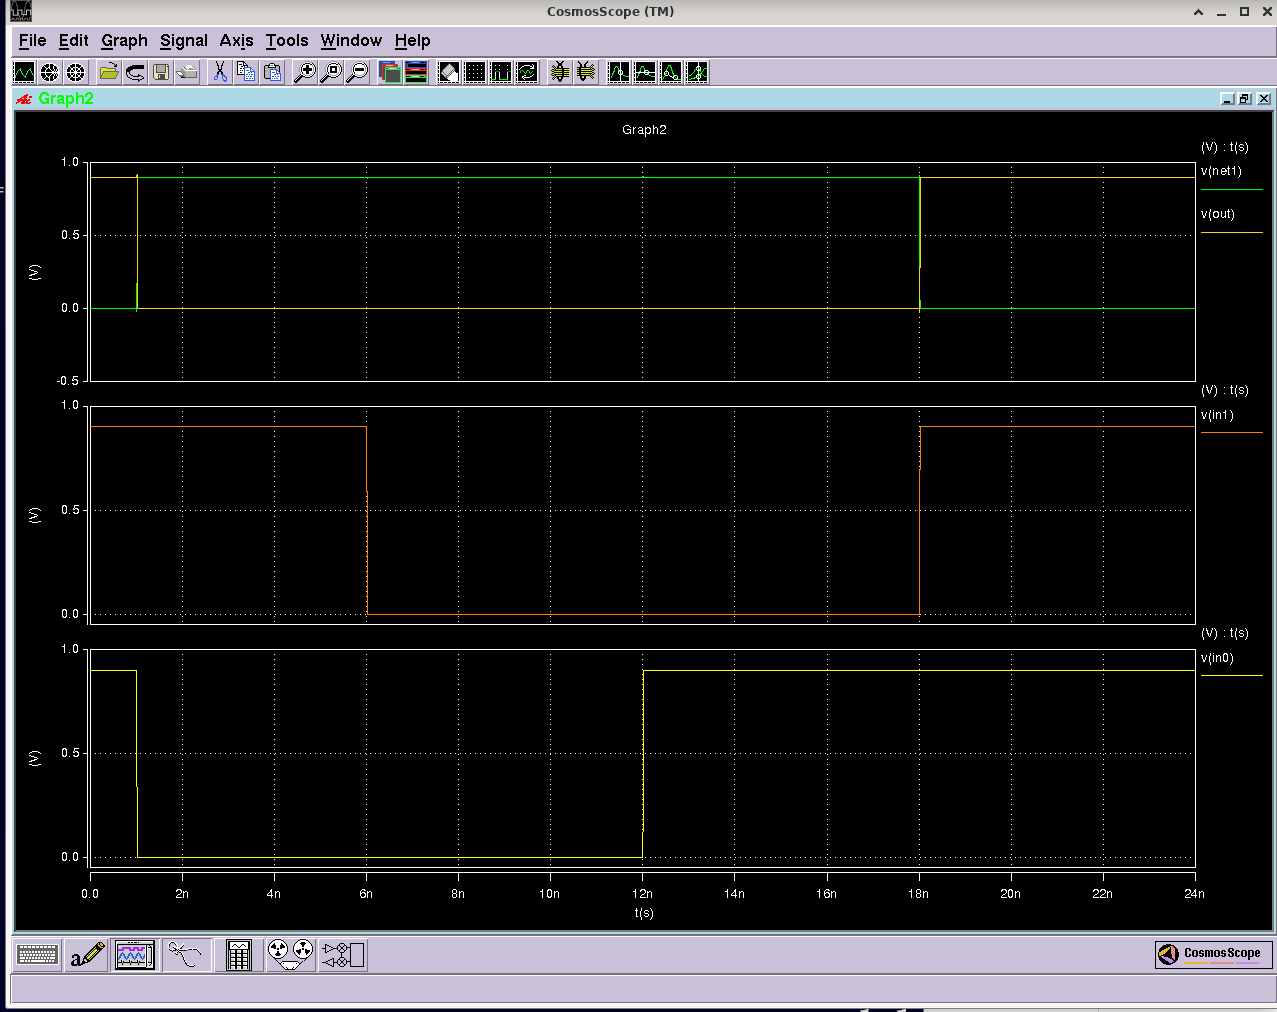 CosmosScope (TM)
File Edit Graph Signal Axis Tools Window Help
Graph2
Graph2
(V) : t(s)
v(net1)
v(out)
1.0
0.5
0.0
-0.5
(V)
(V) : t(s)
v(in1)
1.0
0.5
0.0
(V)
(V) : t(s)
v(in0)
1.0
0.5
0.0
(V)
0.0 2n 4n 6n 8n 10n 12n 14n 16n 18n 20n 22n 24n
t(s)
a
CosmosScope